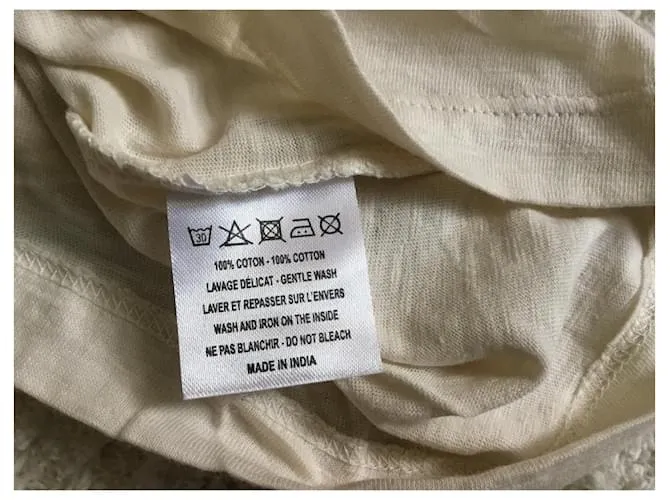 30
100% COTON - 100% COTTON
LAVAGE DÉLICAT - GENTLE WASH
LAVER ET REPASSER SUR L'ENVERS
WASH AND IRON ON THE INSIDE
NE PAS BLANCHIR - DO NOT BLEACH
MADE IN INDIA